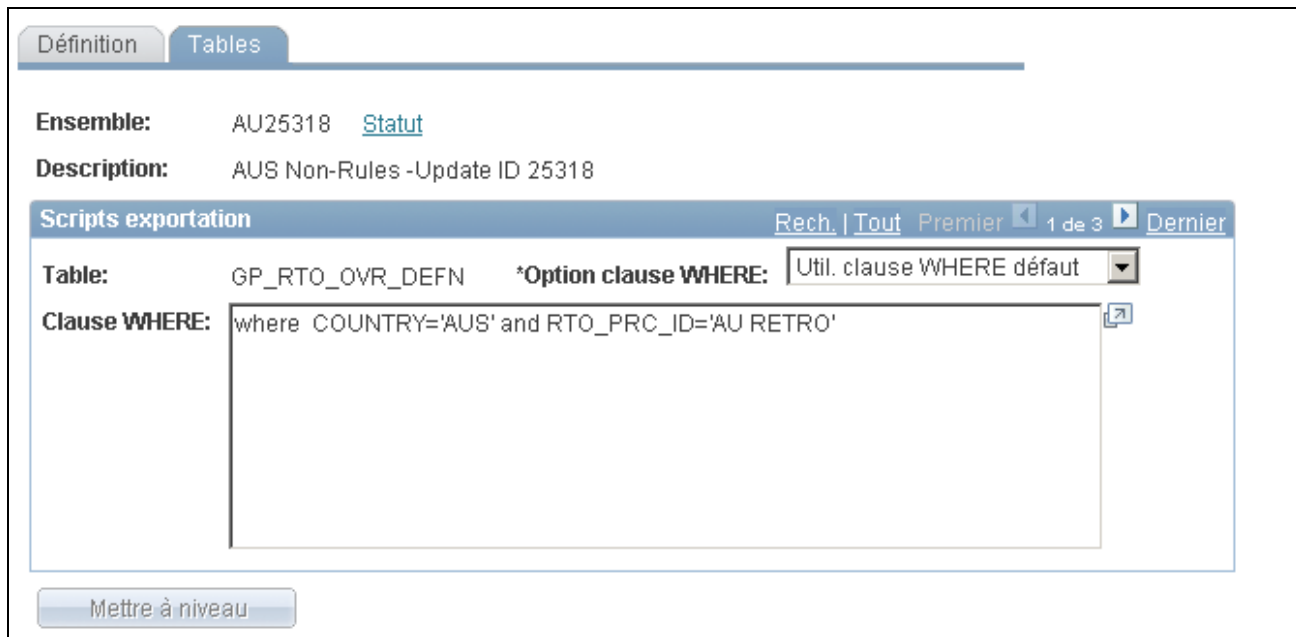 Définition Tables
Ensemble: AU25318 Statut
Description: AUS Non-Rules -Update ID 25318
Scripts exportation Rech. | Tout Premier 1 de 3 Dernier
Table: GP_RTO_OVR_DEFN *Option clause WHERE: Util. clause WHERE défaut
Clause WHERE: where  COUNTRY='AUS' and RTO_PRC_ID='AU RETRO'
Mettre à niveau